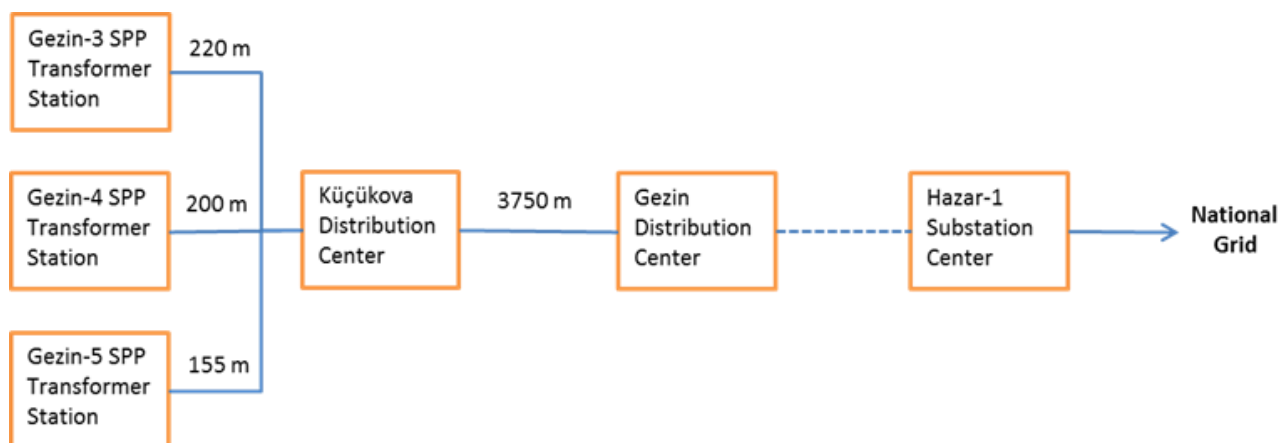 Gezin-3 SPP
Transformer
Station
220 m
Gezin-4 SPP
Transformer
Station
200 m
Gezin-5 SPP
Transformer
Station
155 m
Küçükova
Distribution
Center
3750 m
Gezin
Distribution
Center
Hazar-1
Substation
Center
National
Grid